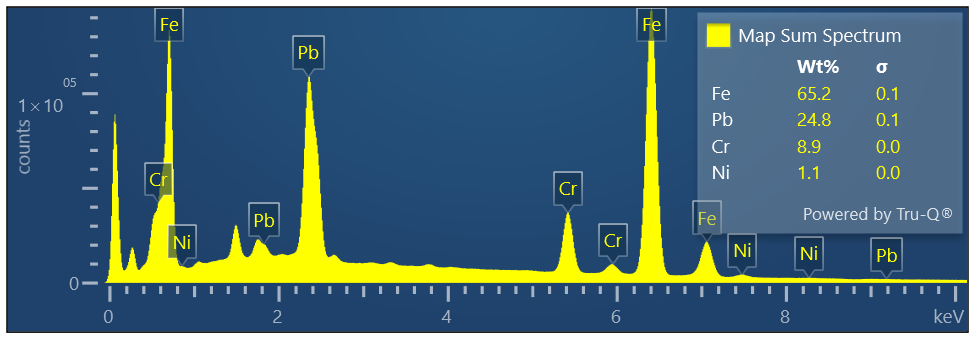 Fe
Fe
Map Sum Spectrum
Pb
Wt% σ
Fe 65.2 0.1
1×10 05
Pb 24.8 0.1
counts
Cr 8.9 0.0
Cr
Cr
Ni 1.1 0.0
Pb
Fe
Powered by Tru-Q®
Ni
Cr
Ni
Ni
Pb
0
0 2 4 6 8 keV